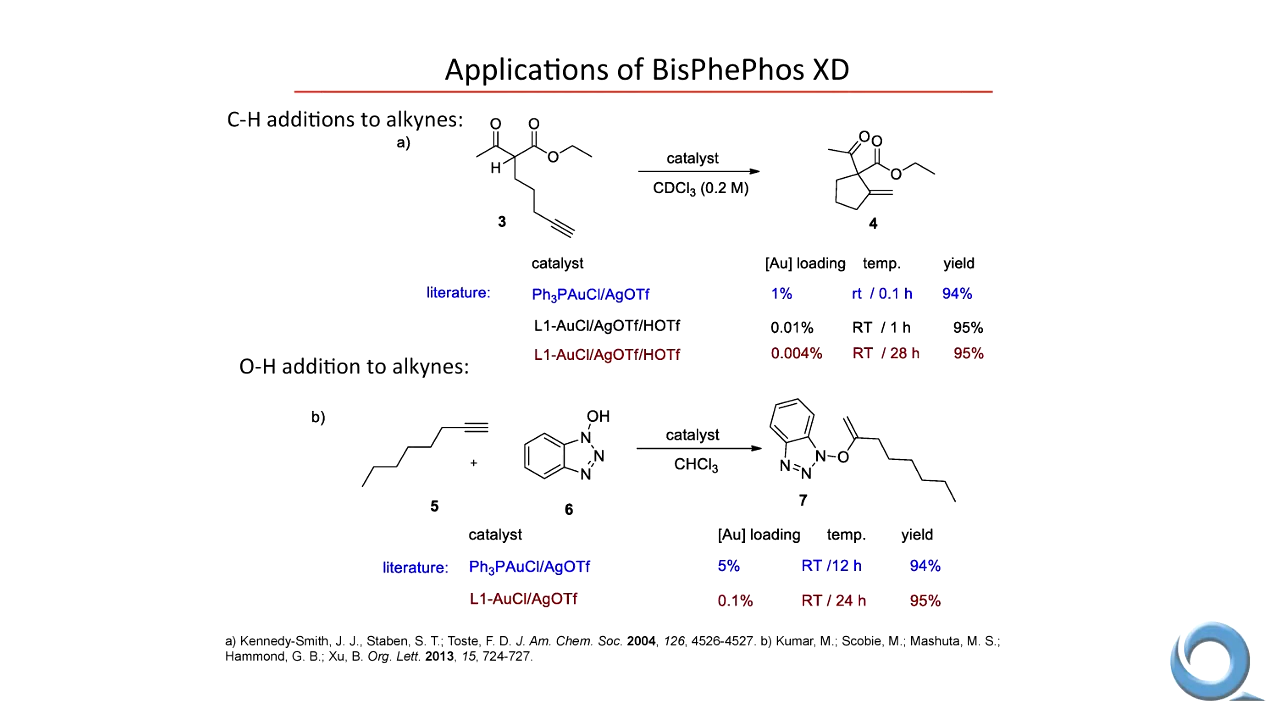 Applications of BisPhePhos XD
C-H additions to alkynes:
a)
O O
O
H
3
catalyst
CDCl3 (0.2 M)
O O
O
4
catalyst [Au] loading temp. yield
literature: Ph3PAuCl/AgOTf 1% rt / 0.1 h 94%
L1-AuCl/AgOTf/HOTf 0.01% RT / 1 h 95%
L1-AuCl/AgOTf/HOTf 0.004% RT / 28 h 95%
O-H addition to alkynes:
b)
5
+
OH
N
N
N
6
catalyst
CHCl3
N
N
N
O
7
catalyst [Au] loading temp. yield
literature: Ph3PAuCl/AgOTf 5% RT /12 h 94%
L1-AuCl/AgOTf 0.1% RT / 24 h 95%
a) Kennedy-Smith, J. J., Staben, S. T.; Toste, F. D. J. Am. Chem. Soc. 2004, 126, 4526-4527. b) Kumar, M.; Scobie, M.; Mashuta, M. S.;
Hammond, G. B.; Xu, B. Org. Lett. 2013, 15, 724-727.